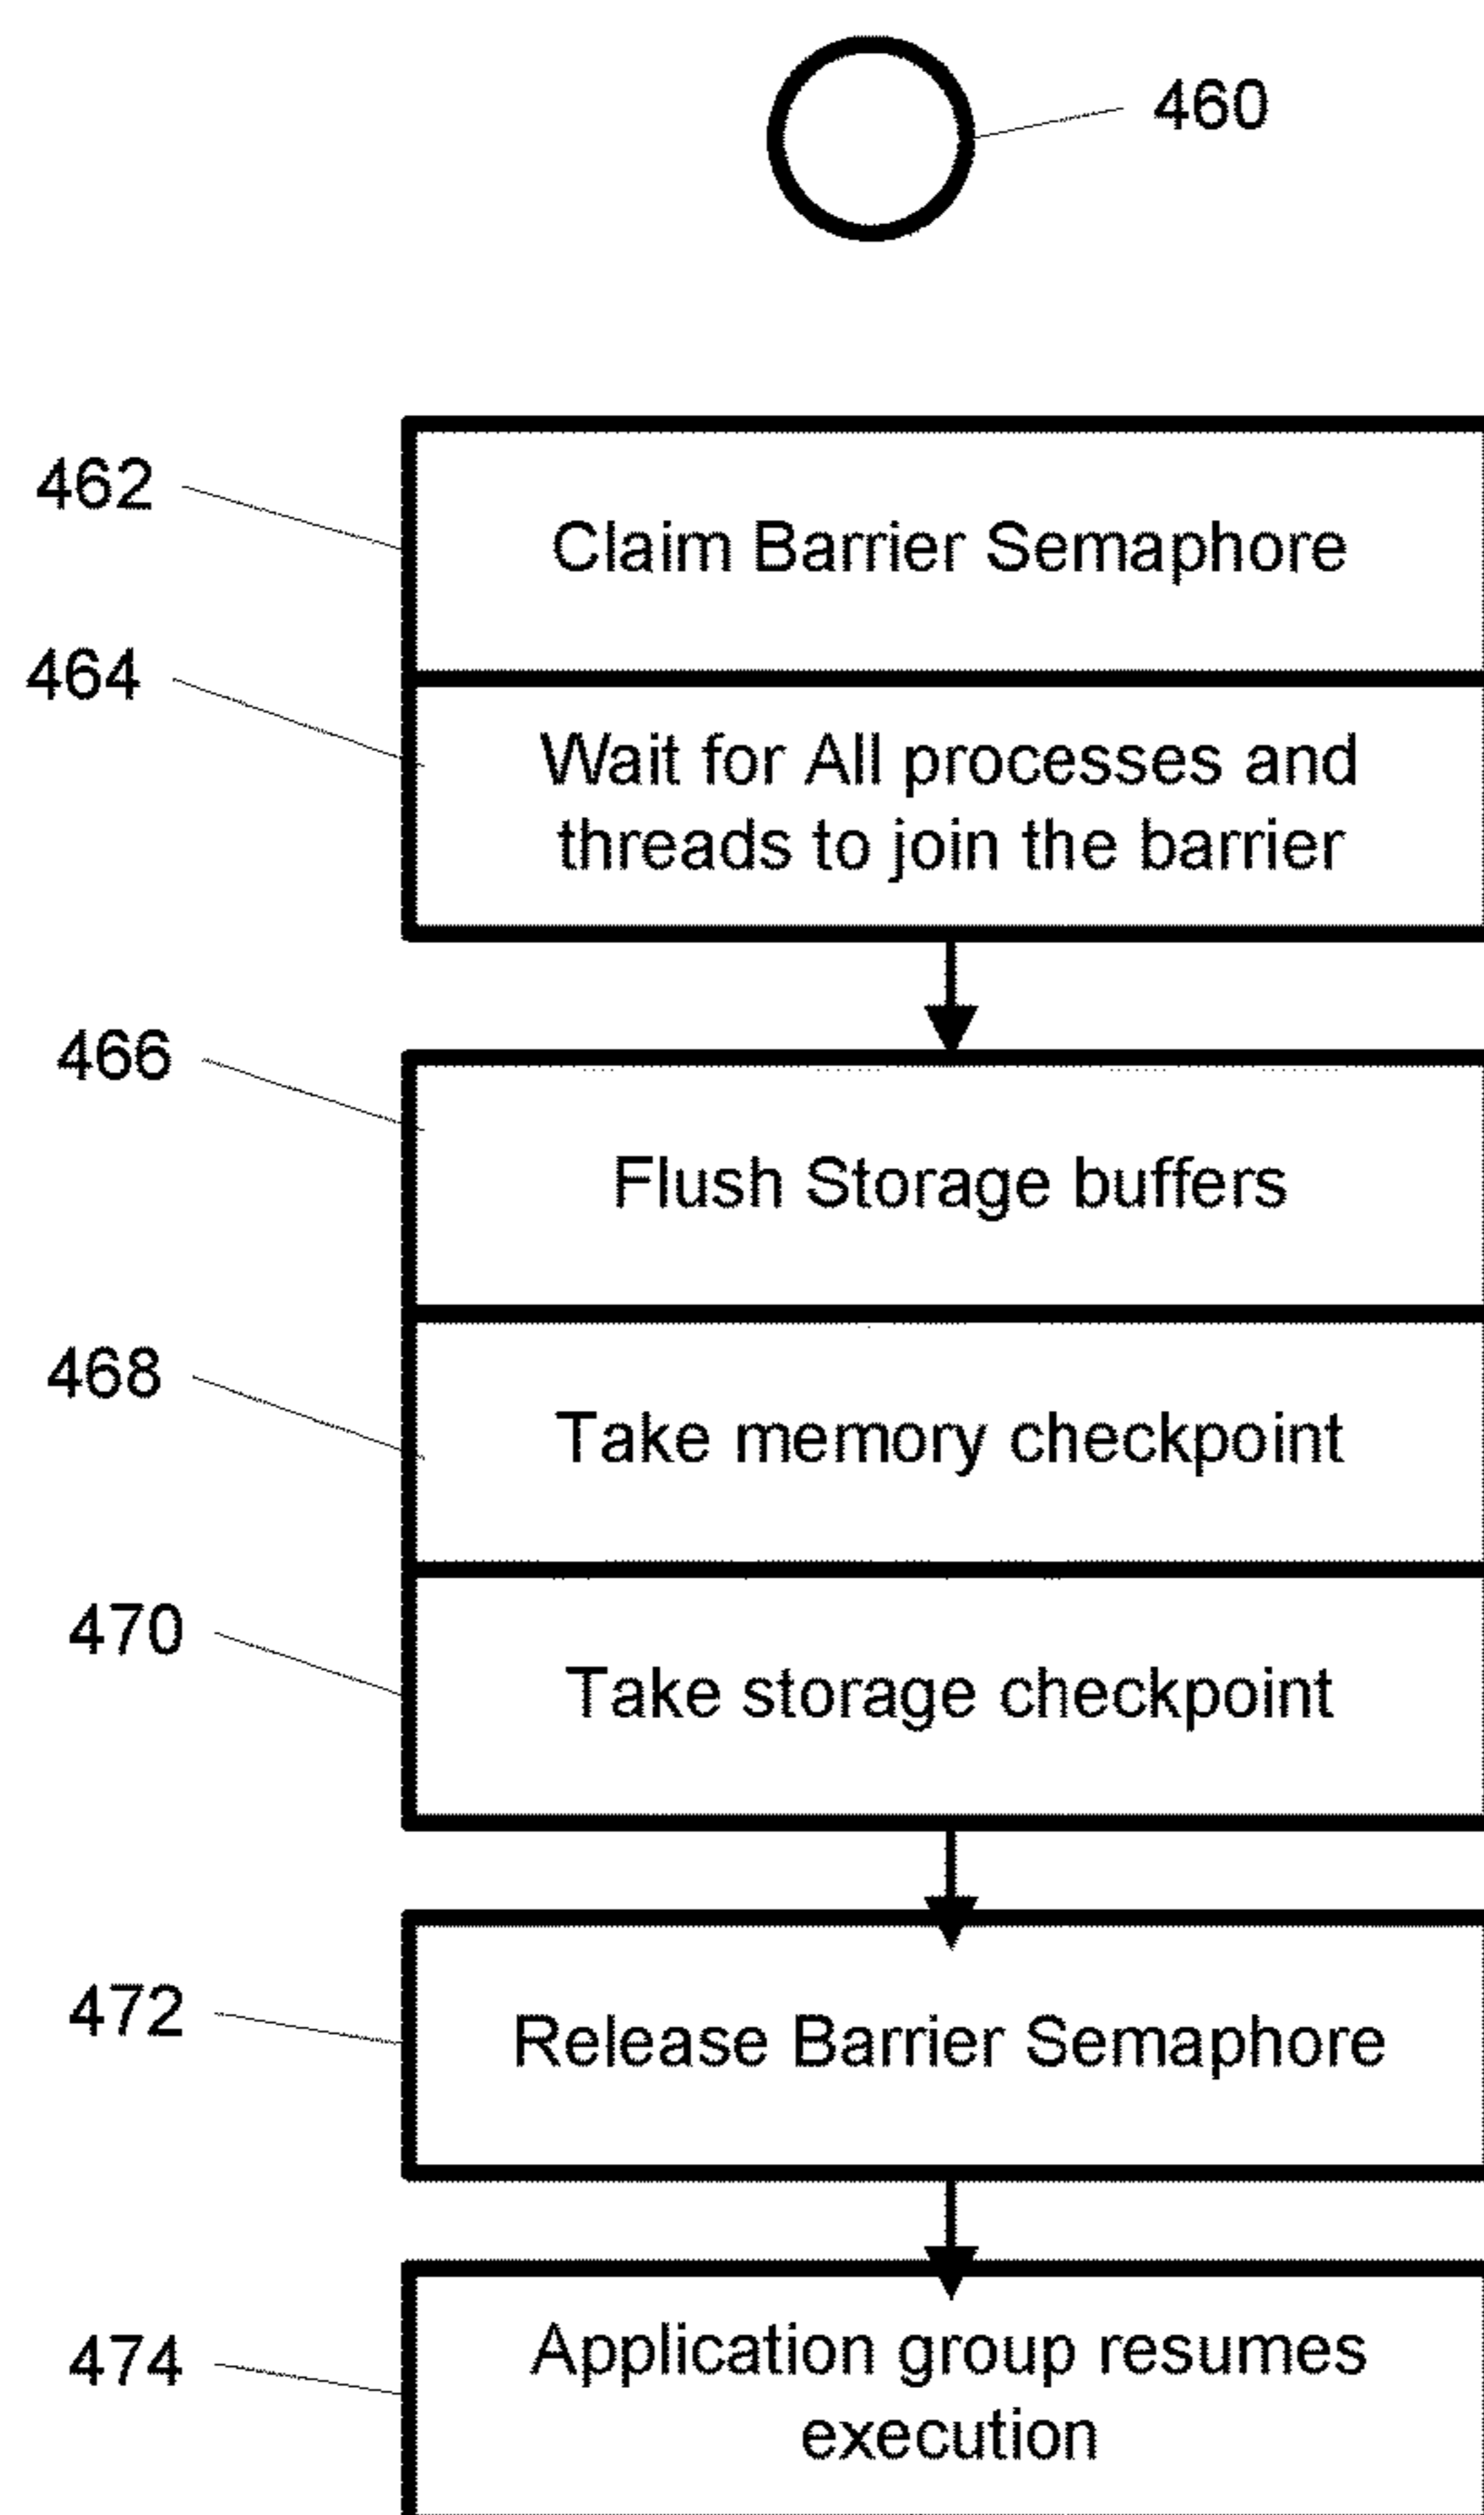 460
462
Claim Barrier Semaphore
464
Wait for All processes and
threads to join the barrier
466
Flush Storage buffers
468
Take memory checkpoint
470
Take storage checkpoint
472
Release Barrier Semaphore
474
Application group resumes
execution